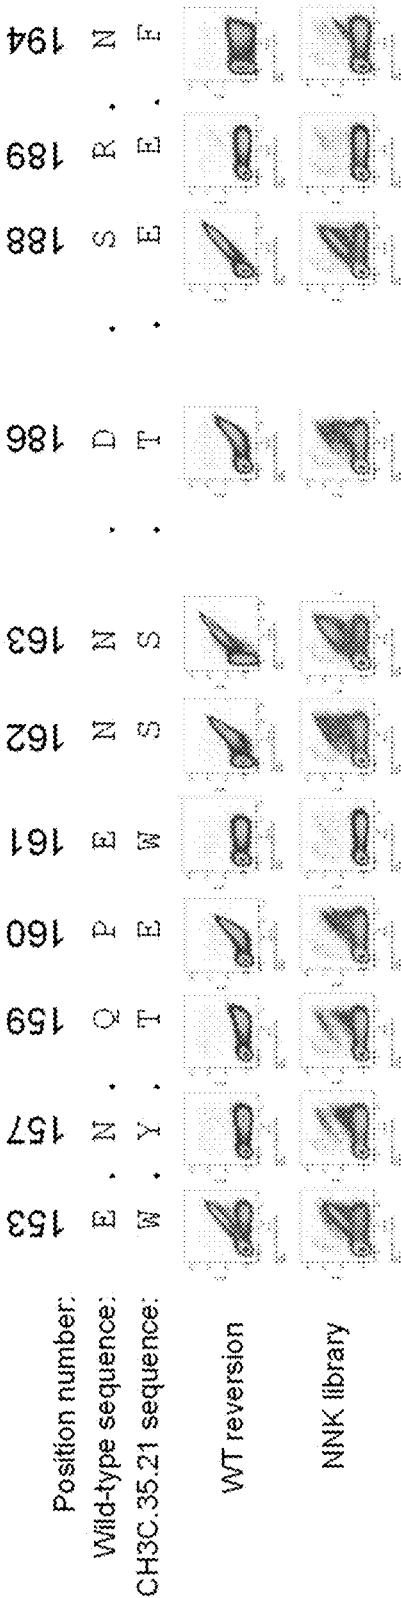 Position number: 153 157 159 160 161 162 163 186 188 189 194
Wild-type sequence: E . N . Q P E N N . D . S R . N
CH3C.35.21 sequence: W . Y . T E W S S . T . E E . F
WT reversion
NNK library